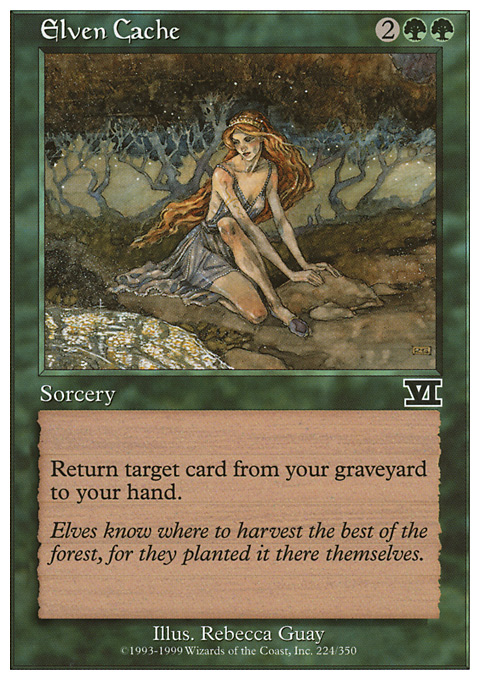 Elven Cache
2
Sorcery
VI
Return target card from your graveyard
to your hand.
Elves know where to harvest the best of the
forest, for they planted it there themselves.
Illus. Rebecca Guay
©1993-1999 Wizards of the Coast, Inc. 224/350